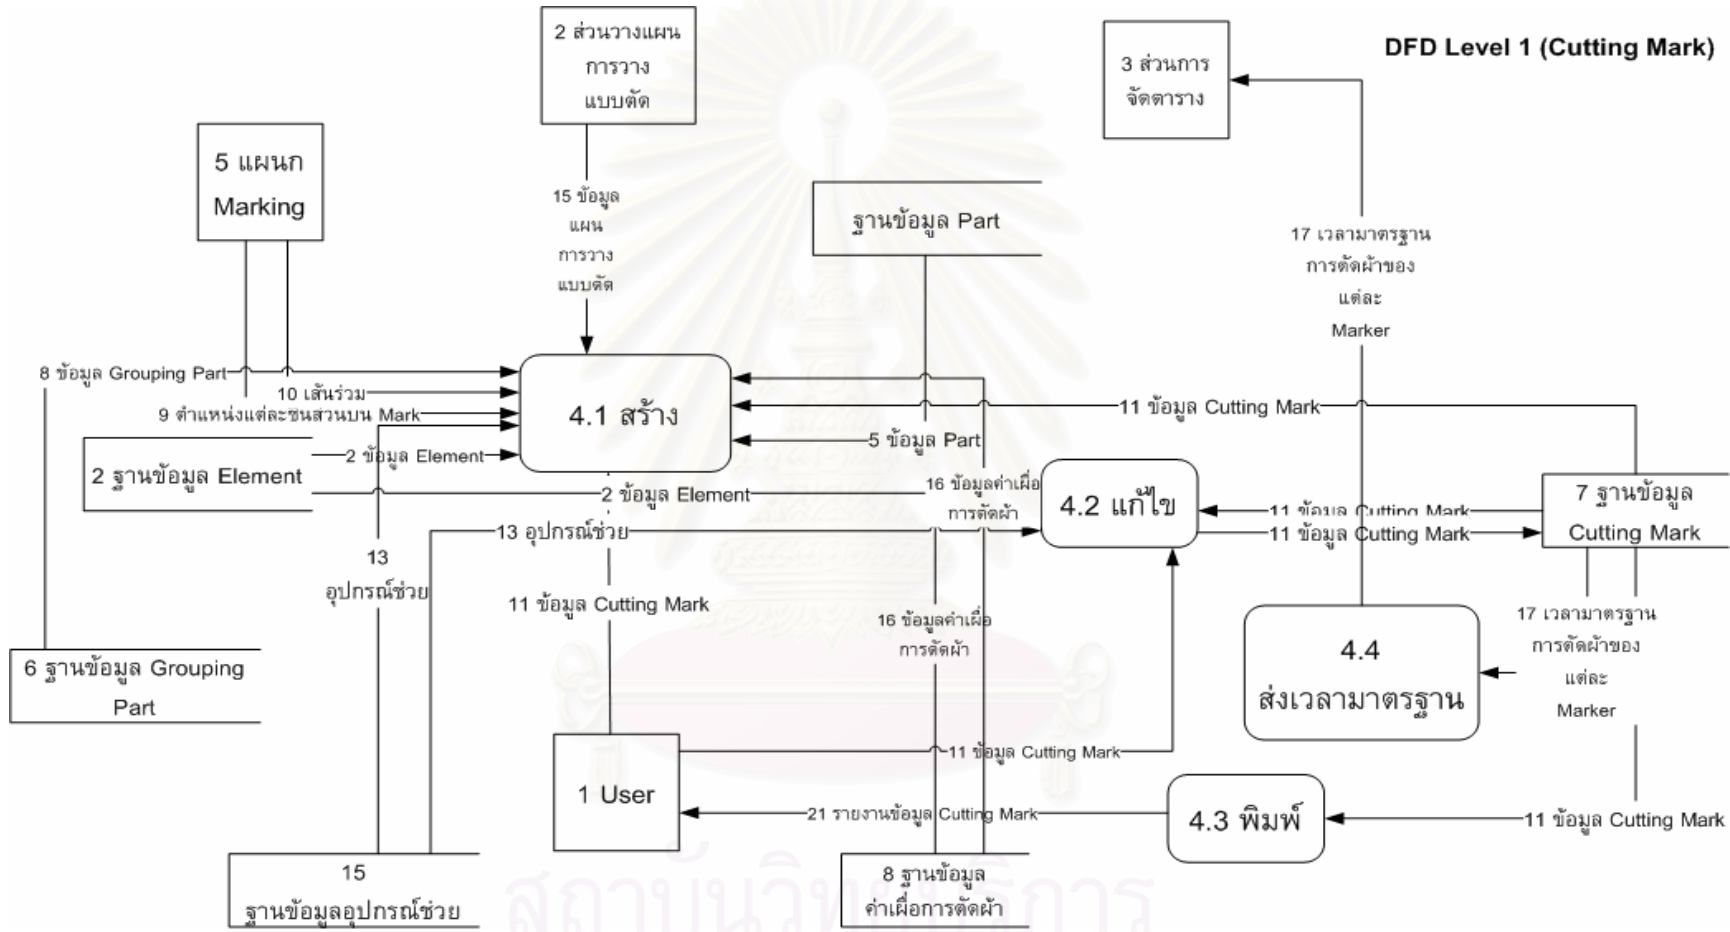 DFD Level 1 (Cutting Mark)
2 ส่วนวางแผน
การวาง
แบบตัด
3 ส่วนการ
จัดตาราง
5 แผนก
Marking
15 ข้อมูล
แผน
การวาง
แบบตัด
ฐานข้อมูล Part
17 เวลามาตรฐาน
การตัดผ้าของ
แต่ละ
Marker
8 ข้อมูล Grouping Part
10 เส้นร่วม
9 ตำแหน่งแต่ละชิ้นส่วนบน Mark
4.1 สร้าง
11 ข้อมูล Cutting Mark
5 ข้อมูล Part
2 ฐานข้อมูล Element
2 ข้อมูล Element
2 ข้อมูล Element
16 ข้อมูลค่าเผื่อ
การตัดผ้า
4.2 แก้ไข
11 ข้อมูล Cutting Mark
11 ข้อมูล Cutting Mark
7 ฐานข้อมูล
Cutting Mark
13 อุปกรณ์ช่วย
13
อุปกรณ์ช่วย
11 ข้อมูล Cutting Mark
16 ข้อมูลค่าเผื่อ
การตัดผ้า
4.4
ส่งเวลามาตรฐาน
17 เวลามาตรฐาน
การตัดผ้าของ
แต่ละ
Marker
6 ฐานข้อมูล Grouping
Part
1 User
11 ข้อมูล Cutting Mark
21 รายงานข้อมูล Cutting Mark
4.3 พิมพ์
11 ข้อมูล Cutting Mark
15
ฐานข้อมูลอุปกรณ์ช่วย
8 ฐานข้อมูล
ค่าเผื่อการตัดผ้า
สถาบันวิทยบริการ